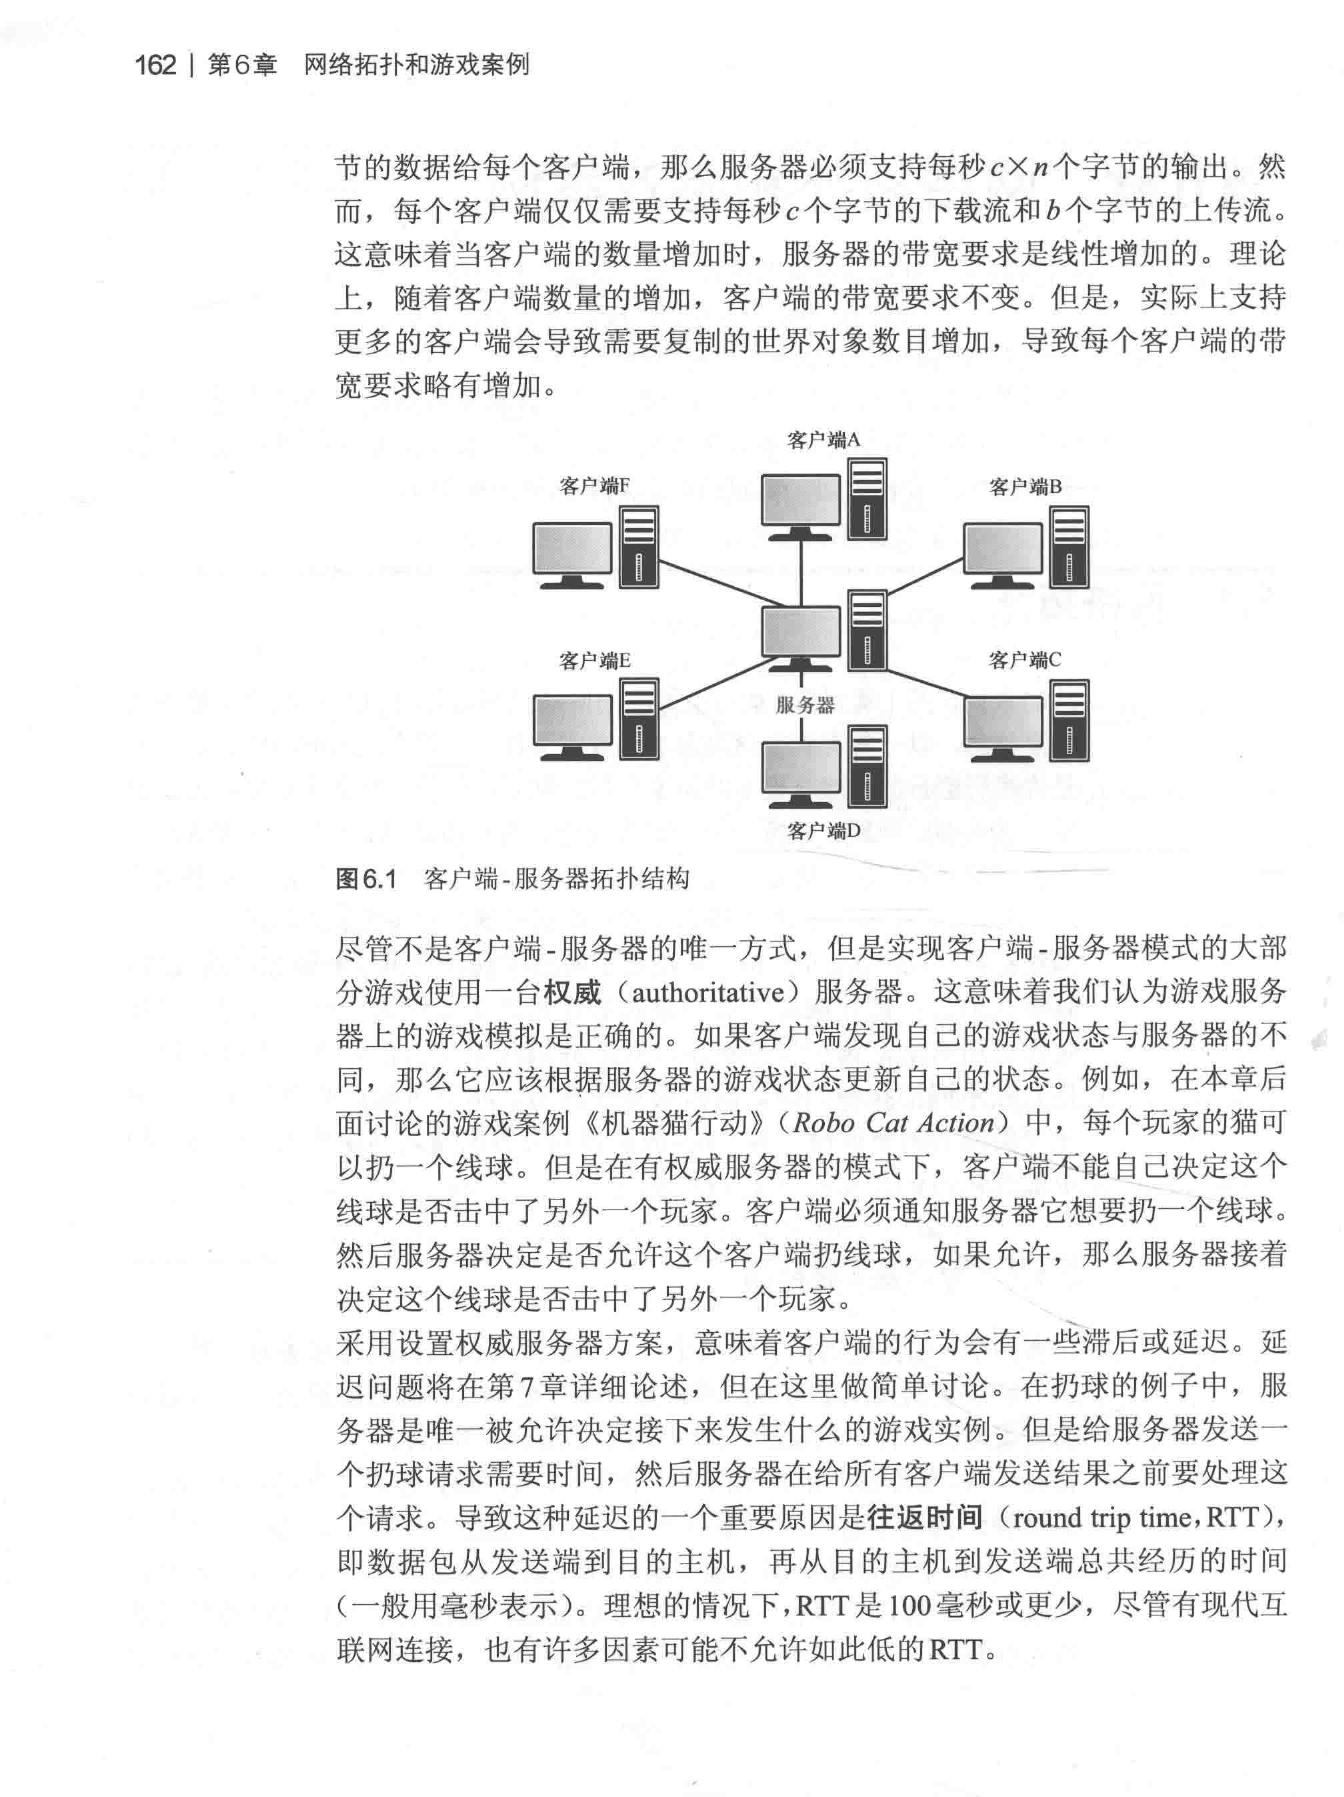 162 | 第6章 网络拓扑和游戏案例
节的数据给每个客户端，那么服务器必须支持每秒c×n个字节的输出。然
而，每个客户端仅仅需要支持每秒c个字节的下载流和b个字节的上传流。
这意味着当客户端的数量增加时，服务器的带宽要求是线性增加的。理论
上，随着客户端数量的增加，客户端的带宽要求不变。但是，实际上支持
更多的客户端会导致需要复制的世界对象数目增加，导致每个客户端的带
宽要求略有增加。
客户端A
客户端F
客户端B
客户端E
客户端C
服务器
客户端D
图6.1 客户端-服务器拓扑结构
尽管不是客户端-服务器的唯一方式，但是实现客户端-服务器模式的大部
分游戏使用一台权威（authoritative）服务器。这意味着我们认为游戏服务
器上的游戏模拟是正确的。如果客户端发现自己的游戏状态与服务器的不
同，那么它应该根据服务器的游戏状态更新自己的状态。例如，在本章后
面讨论的游戏案例《机器猫行动》（Robo Cat Action）中，每个玩家的猫可
以扔一个线球。但是在有权威服务器的模式下，客户端不能自己决定这个
线球是否击中了另外一个玩家。客户端必须通知服务器它想要扔一个线球。
然后服务器决定是否允许这个客户端扔线球，如果允许，那么服务器接着
决定这个线球是否击中了另外一个玩家。
采用设置权威服务器方案，意味着客户端的行为会有一些滞后或延迟。延
迟问题将在第7章详细论述，但在这里做简单讨论。在扔球的例子中，服
务器是唯一被允许决定接下来发生什么的游戏实例。但是给服务器发送一
个扔球请求需要时间，然后服务器在给所有客户端发送结果之前要处理这
个请求。导致这种延迟的一个重要原因是往返时间（round trip time，RTT），
即数据包从发送端到目的主机，再从目的主机到发送端总共经历的时间
（一般用毫秒表示）。理想的情况下，RTT是100毫秒或更少，尽管有现代互
联网连接，也有许多因素可能不允许如此低的RTT。